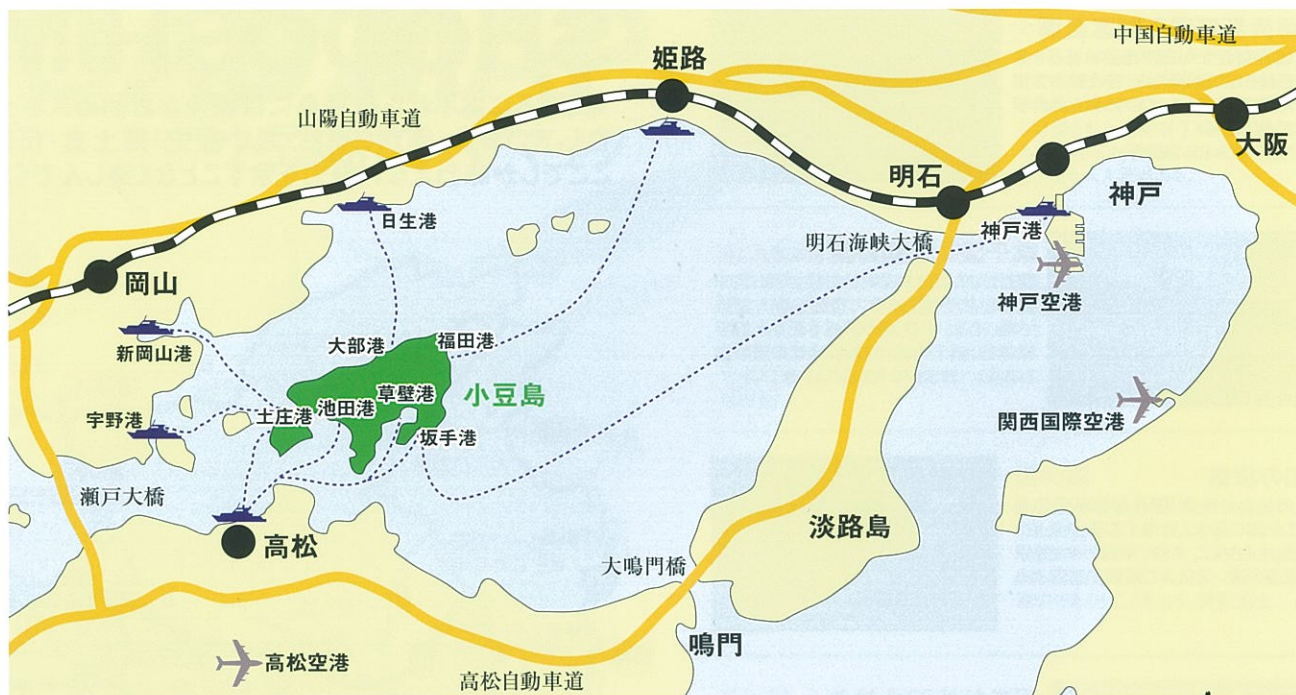 中国自動車道
姫路
山陽自動車道
大阪
明石
神戸
日生港
神戸港
明石海峡大橋
岡山
神戸空港
新岡山港
大部港
福田港
草壁港
小豆島
池田港
土庄港
宇野港
坂手港
関西国際空港
瀬戸大橋
淡路島
高松
大鳴門橋
鳴門
高松空港
高松自動車道